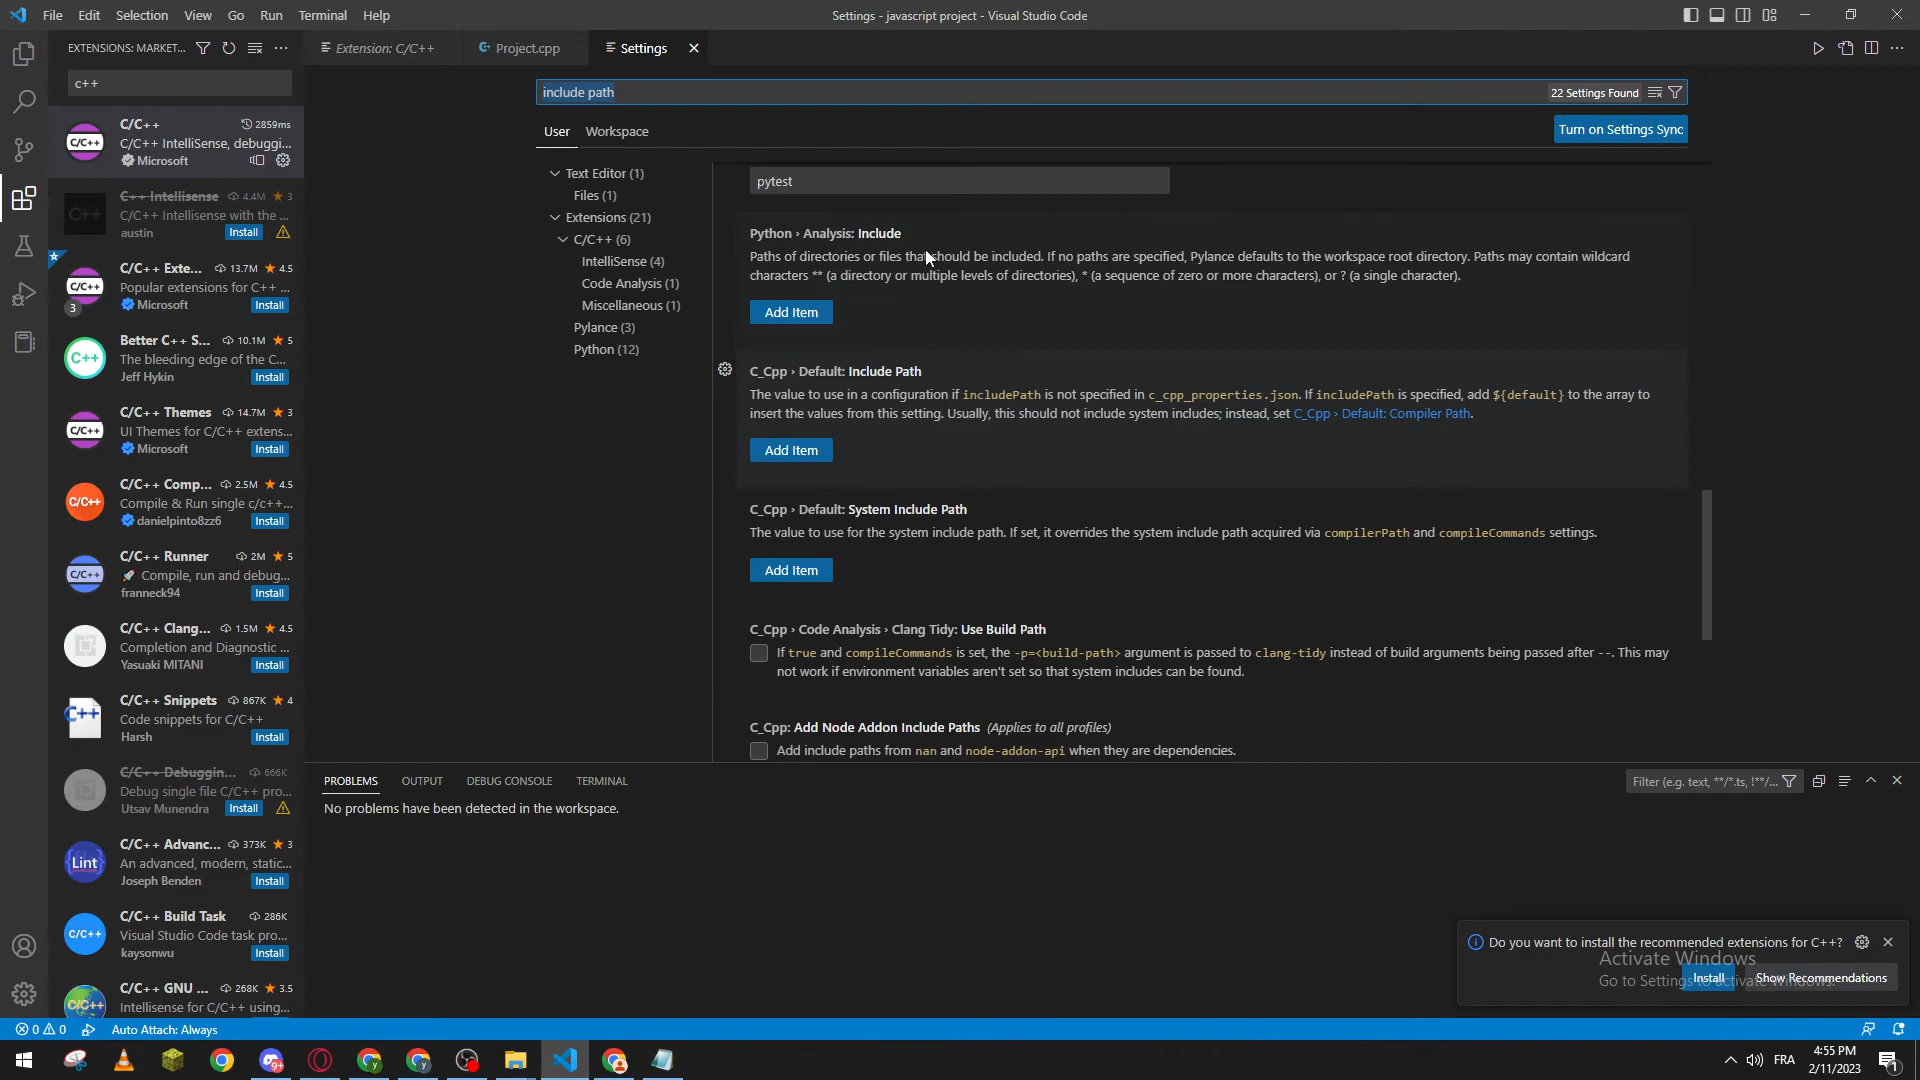 File Edit Selection View Go Run Terminal Help
Settings - javascript project - Visual Studio Code
EXTENSIONS: MARKET...
Extension: C/C++
Project.cpp
Settings
c++
include path
22 Settings Found
User Workspace
Turn on Settings Sync
C/C++ 2859ms
C/C++ IntelliSense, debuggi...
Microsoft
C++ Intellisense 4.4M 3
C/C++ Intellisense with the ...
austin Install
C/C++ Exte... 13.7M 4.5
Popular extensions for C++ ...
Microsoft Install
3
Better C++ S... 10.1M 5
The bleeding edge of the C...
Jeff Hykin Install
C/C++ Themes 14.7M 3
UI Themes for C/C++ extens...
Microsoft Install
C/C++ Comp... 2.5M 4.5
Compile & Run single c/c++...
danielpinto8zz6 Install
C/C++ Runner 2M 5
Compile, run and debug...
franneck94 Install
C/C++ Clang... 1.5M 4.5
Completion and Diagnostic ...
Yasuaki MITANI Install
C/C++ Snippets 867K 4
Code snippets for C/C++
Harsh Install
C/C++ Debuggin... 666K
Debug single file C/C++ pro...
Utsav Munendra Install
C/C++ Advanc... 373K 3
An advanced, modern, static...
Joseph Benden Install
C/C++ Build Task 286K
Visual Studio Code task pro...
kaysonwu Install
C/C++ GNU ... 268K 3.5
Intellisense for C/C++ using...
Text Editor (1)
Files (1)
Extensions (21)
C/C++ (6)
IntelliSense (4)
Code Analysis (1)
Miscellaneous (1)
Pylance (3)
Python (12)
pytest
Python › Analysis: Include
Paths of directories or files that should be included. If no paths are specified, Pylance defaults to the workspace root directory. Paths may contain wildcard
characters ** (a directory or multiple levels of directories), * (a sequence of zero or more characters), or ? (a single character).
Add Item
C_Cpp › Default: Include Path
The value to use in a configuration if includePath is not specified in c_cpp_properties.json. If includePath is specified, add ${default} to the array to
insert the values from this setting. Usually, this should not include system includes; instead, set C_Cpp › Default: Compiler Path.
Add Item
C_Cpp › Default: System Include Path
The value to use for the system include path. If set, it overrides the system include path acquired via compilerPath and compileCommands settings.
Add Item
C_Cpp › Code Analysis › Clang Tidy: Use Build Path
If true and compileCommands is set, the -p=<build-path> argument is passed to clang-tidy instead of build arguments being passed after --. This may
not work if environment variables aren't set so that system includes can be found.
C_Cpp: Add Node Addon Include Paths (Applies to all profiles)
Add include paths from nan and node-addon-api when they are dependencies.
PROBLEMS OUTPUT DEBUG CONSOLE TERMINAL
Filter (e.g. text, **/*.ts, !**/...
No problems have been detected in the workspace.
Do you want to install the recommended extensions for C++?
Install Show Recommendations
Activate Windows
Go to Settings to activate Windows.
0 0 Auto Attach: Always
9+
FRA
4:55 PM
2/11/2023
1